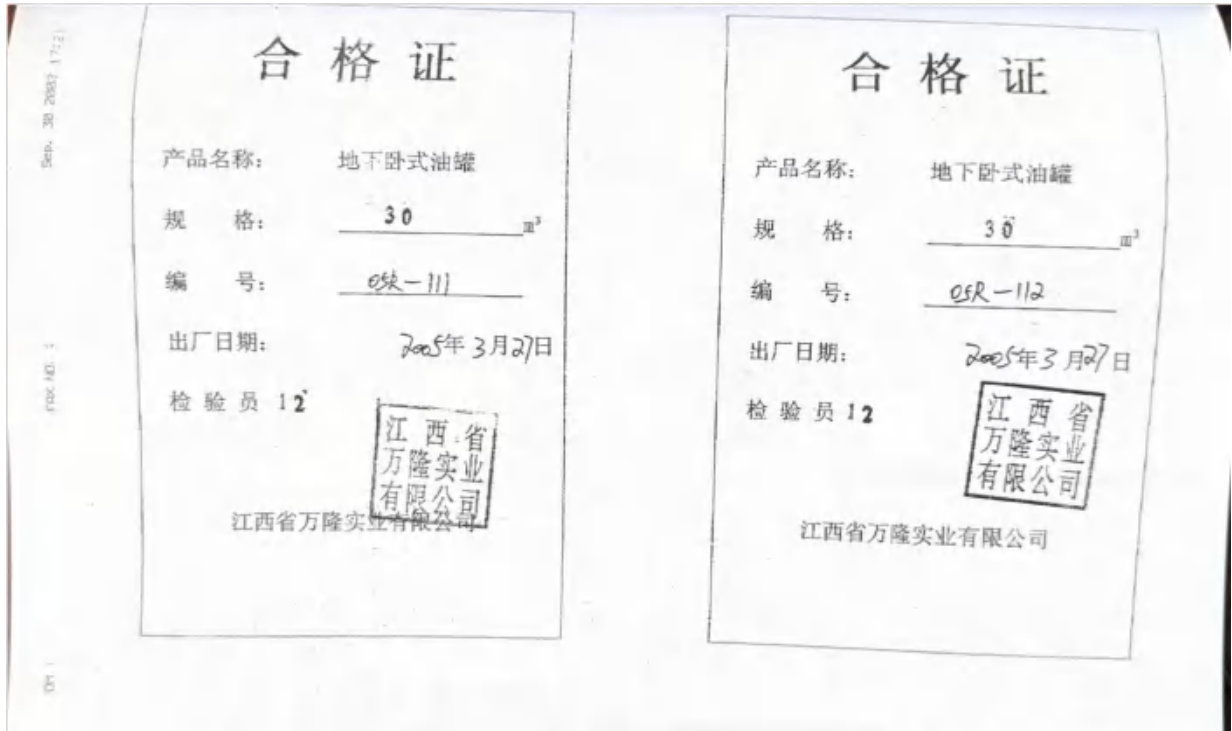 合格证
产品名称： 地下卧式油罐
规 格： 30 m³
编 号： 05R-111
出厂日期： 2005年3月27日
检验员 12
江西省
万隆实业
有限公司
江西省万隆实业有限公司
合格证
产品名称： 地下卧式油罐
规 格： 30 m³
编 号： 05R-112
出厂日期： 2005年3月27日
检验员 12
江西省
万隆实业
有限公司
江西省万隆实业有限公司